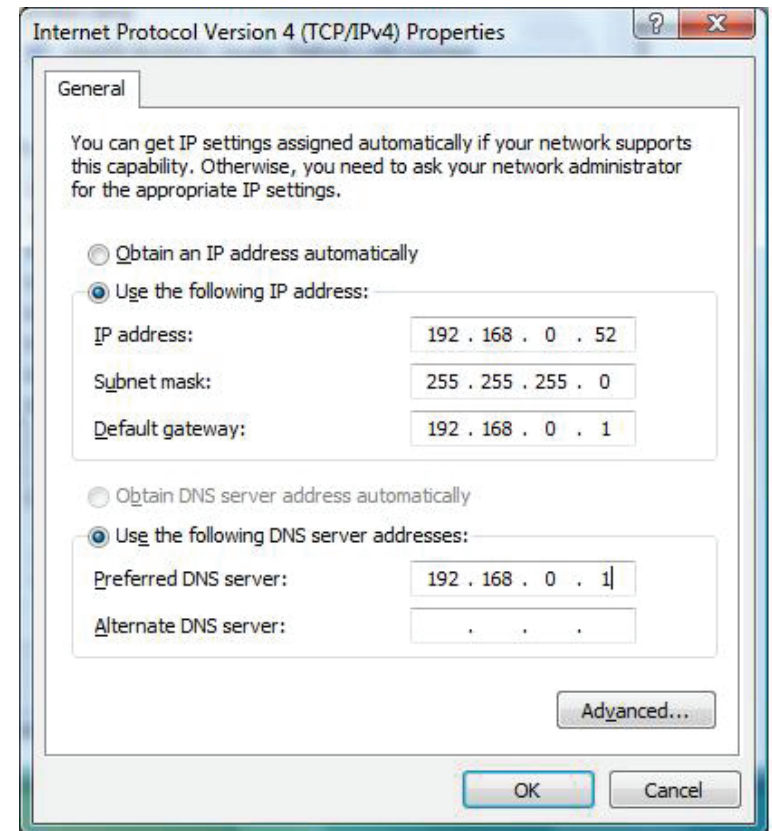 Internet Protocol Version 4 (TCP/IPv4) Properties
?
X
General
You can get IP settings assigned automatically if your network supports
this capability. Otherwise, you need to ask your network administrator
for the appropriate IP settings.
Obtain an IP address automatically
Use the following IP address:
IP address: 192 . 168 . 0 . 52
Subnet mask: 255 . 255 . 255 . 0
Default gateway: 192 . 168 . 0 . 1
Obtain DNS server address automatically
Use the following DNS server addresses:
Preferred DNS server: 192 . 168 . 0 . 1
Alternate DNS server: . . .
Advanced...
OK Cancel